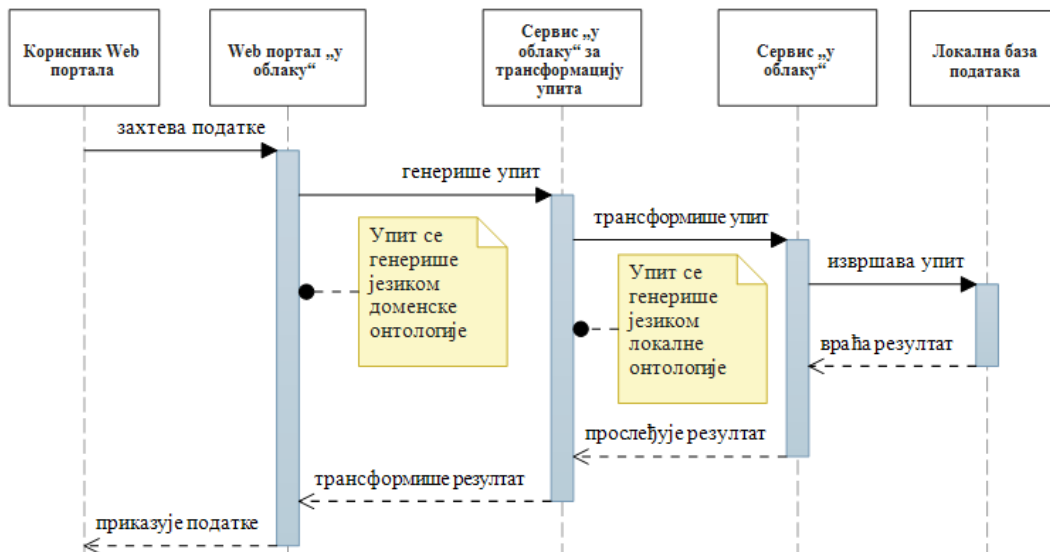 Корисник Web
портала
Web портал „у
облаку“
Сервис „у
облаку“ за
трансформацију
упита
Сервис „у
облаку“
Локална база
података
захтева податке
генерише упит
трансформише упит
извршава упит
Упит се
генерише
језиком
доменске
онтологије
Упит се
генерише
језиком
локалне
онтологије
враћа резултат
прослеђује резултат
трансформише резултат
приказује податке